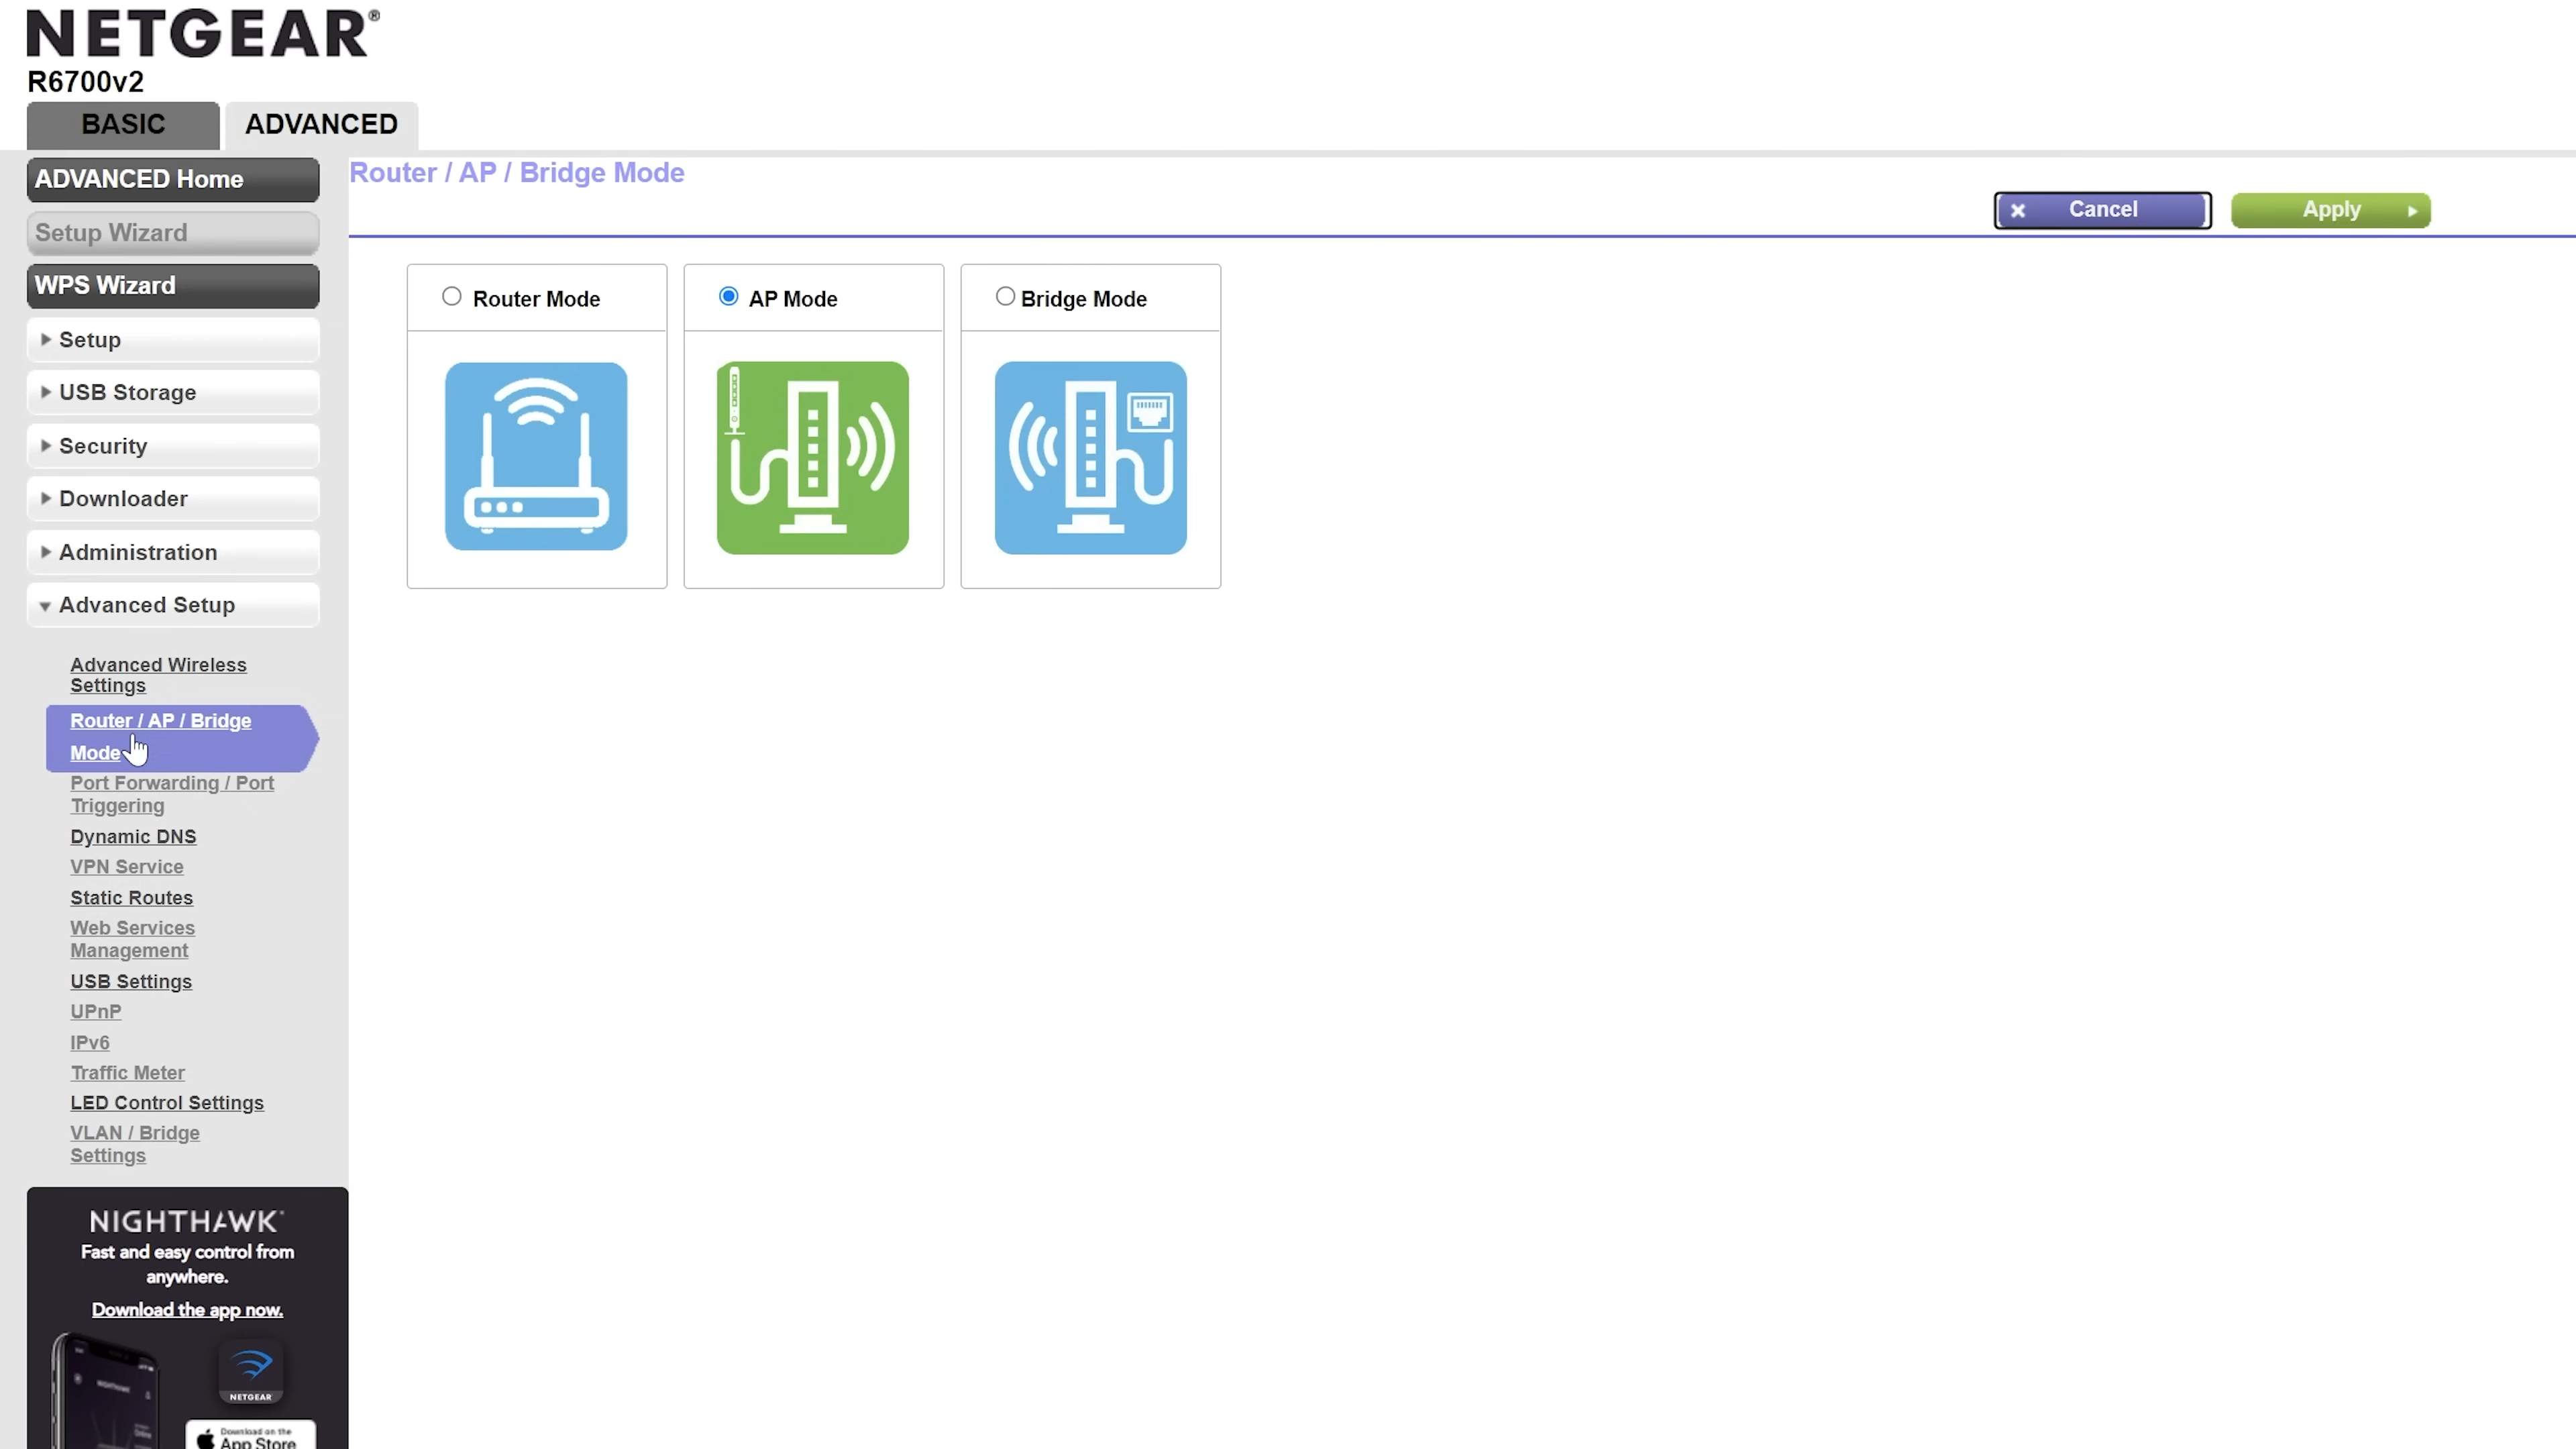 NETGEAR®
R6700v2
BASIC
ADVANCED
ADVANCED Home
Setup Wizard
WPS Wizard
Setup
USB Storage
Security
Downloader
Administration
Advanced Setup
Advanced Wireless
Settings
Router / AP / Bridge
Mode
Port Forwarding / Port
Triggering
Dynamic DNS
VPN Service
Static Routes
Web Services
Management
USB Settings
UPnP
IPv6
Traffic Meter
LED Control Settings
VLAN / Bridge
Settings
NIGHTHAWK
Fast and easy control from
anywhere.
Download the app now.
NETGEAR
Download on the
App Store
Router / AP / Bridge Mode
Cancel
Apply
Router Mode
AP Mode
Bridge Mode